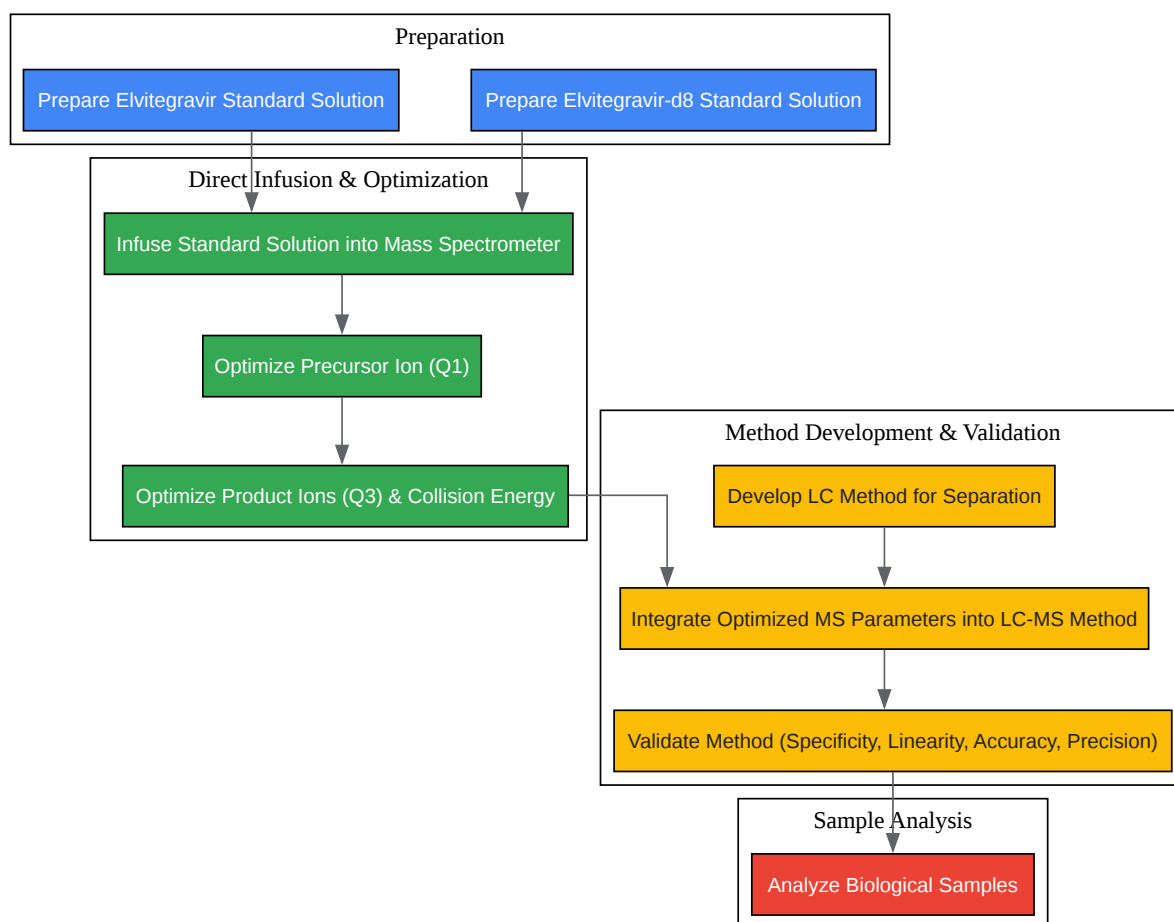 Preparation
Prepare Elvitegravir Standard Solution
Prepare Elvitegravir-d8 Standard Solution
Direct Infusion & Optimization
Infuse Standard Solution into Mass Spectrometer
Optimize Precursor Ion (Q1)
Optimize Product Ions (Q3) & Collision Energy
Method Development & Validation
Develop LC Method for Separation
Integrate Optimized MS Parameters into LC-MS Method
Validate Method (Specificity, Linearity, Accuracy, Precision)
Sample Analysis
Analyze Biological Samples